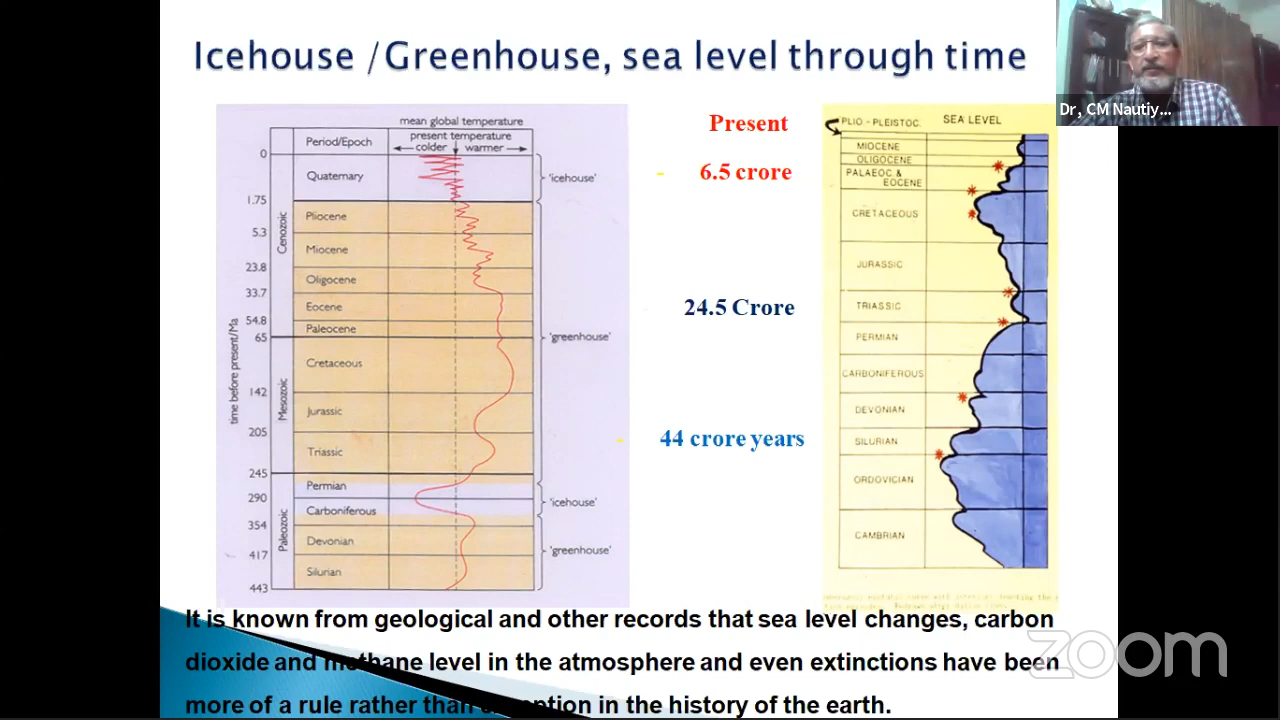 Icehouse /Greenhouse, sea level through time
Dr, CM Nautiy...
mean global temperature
Period/Epoch
present temperature
colder
warmer
time before present/Ma
Cenozoic
Mesozoic
Paleozoic
0
Quaternary
'icehouse'
1.75
Pliocene
5.3
Miocene
23.8
Oligocene
33.7
Eocene
54.8
Paleocene
65
'greenhouse'
Cretaceous
142
Jurassic
205
Triassic
245
Permian
290
'icehouse'
Carboniferous
354
Devonian
'greenhouse'
417
Silurian
443
Present
6.5 crore
24.5 Crore
44 crore years
PLIO - PLEISTOC.
SEA LEVEL
MIOCENE
OLIGOCENE
PALAEOC. &
EOCENE
CRETACEOUS
JURASSIC
TRIASSIC
PERMIAN
CARBONIFEROUS
DEVONIAN
SILURIAN
ORDOVICIAN
CAMBRIAN
It is known from geological and other records that sea level changes, carbon
dioxide and methane level in the atmosphere and even extinctions have been
more of a rule rather than in the history of the earth.
zoom